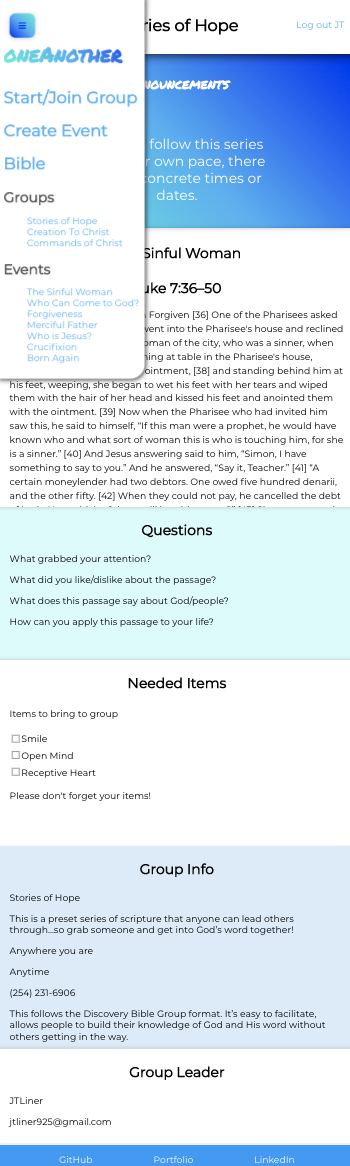 ≡
ries of Hope
Log out JT
oneAnother
NOUNCEMENTS
Start/Join Group
Create Event
Bible
follow this series
r own pace, there
oncrete times or
dates.
Groups
Stories of Hope
Creation To Christ
Commands of Christ
Events
The Sinful Woman
Who Can Come to God?
Forgiveness
Merciful Father
Who is Jesus?
Crucifixion
Born Again
Sinful Woman
uke 7:36–50
Forgiven [36] One of the Pharisees asked
went into the Pharisee's house and reclined
oman of the city, who was a sinner, when
ning at table in the Pharisee's house,
ointment, [38] and standing behind him at
his feet, weeping, she began to wet his feet with her tears and wiped
them with the hair of her head and kissed his feet and anointed them
with the ointment. [39] Now when the Pharisee who had invited him
saw this, he said to himself, “If this man were a prophet, he would have
known who and what sort of woman this is who is touching him, for she
is a sinner.” [40] And Jesus answering said to him, “Simon, I have
something to say to you.” And he answered, “Say it, Teacher.” [41] “A
certain moneylender had two debtors. One owed five hundred denarii,
and the other fifty. [42] When they could not pay, he cancelled the debt
Questions
What grabbed your attention?
What did you like/dislike about the passage?
What does this passage say about God/people?
How can you apply this passage to your life?
Needed Items
Items to bring to group
Smile
Open Mind
Receptive Heart
Please don't forget your items!
Group Info
Stories of Hope
This is a preset series of scripture that anyone can lead others
through...so grab someone and get into God’s word together!
Anywhere you are
Anytime
(254) 231-6906
This follows the Discovery Bible Group format. It’s easy to facilitate,
allows people to build their knowledge of God and His word without
others getting in the way.
Group Leader
JTLiner
jtliner925@gmail.com
GitHub Portfolio LinkedIn